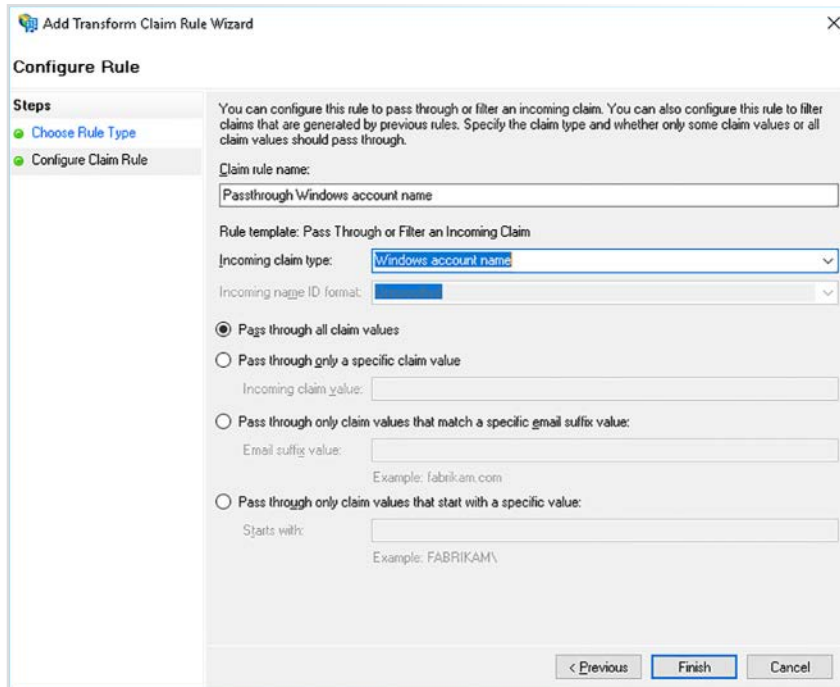 Add Transform Claim Rule Wizard
Configure Rule
Steps
Choose Rule Type
Configure Claim Rule
You can configure this rule to pass through or filter an incoming claim. You can also configure this rule to filter
claims that are generated by previous rules. Specify the claim type and whether only some claim values or all
claim values should pass through.
Claim rule name:
Passthrough Windows account name
Rule template: Pass Through or Filter an Incoming Claim
Incoming claim type: Windows account name
Incoming name ID format:
Pass through all claim values
Pass through only a specific claim value
Incoming claim value:
Pass through only claim values that match a specific email suffix value:
Email suffix value:
Example: fabrikam.com
Pass through only claim values that start with a specific value:
Starts with:
Example: FABRIKAM\
< Previous Finish Cancel